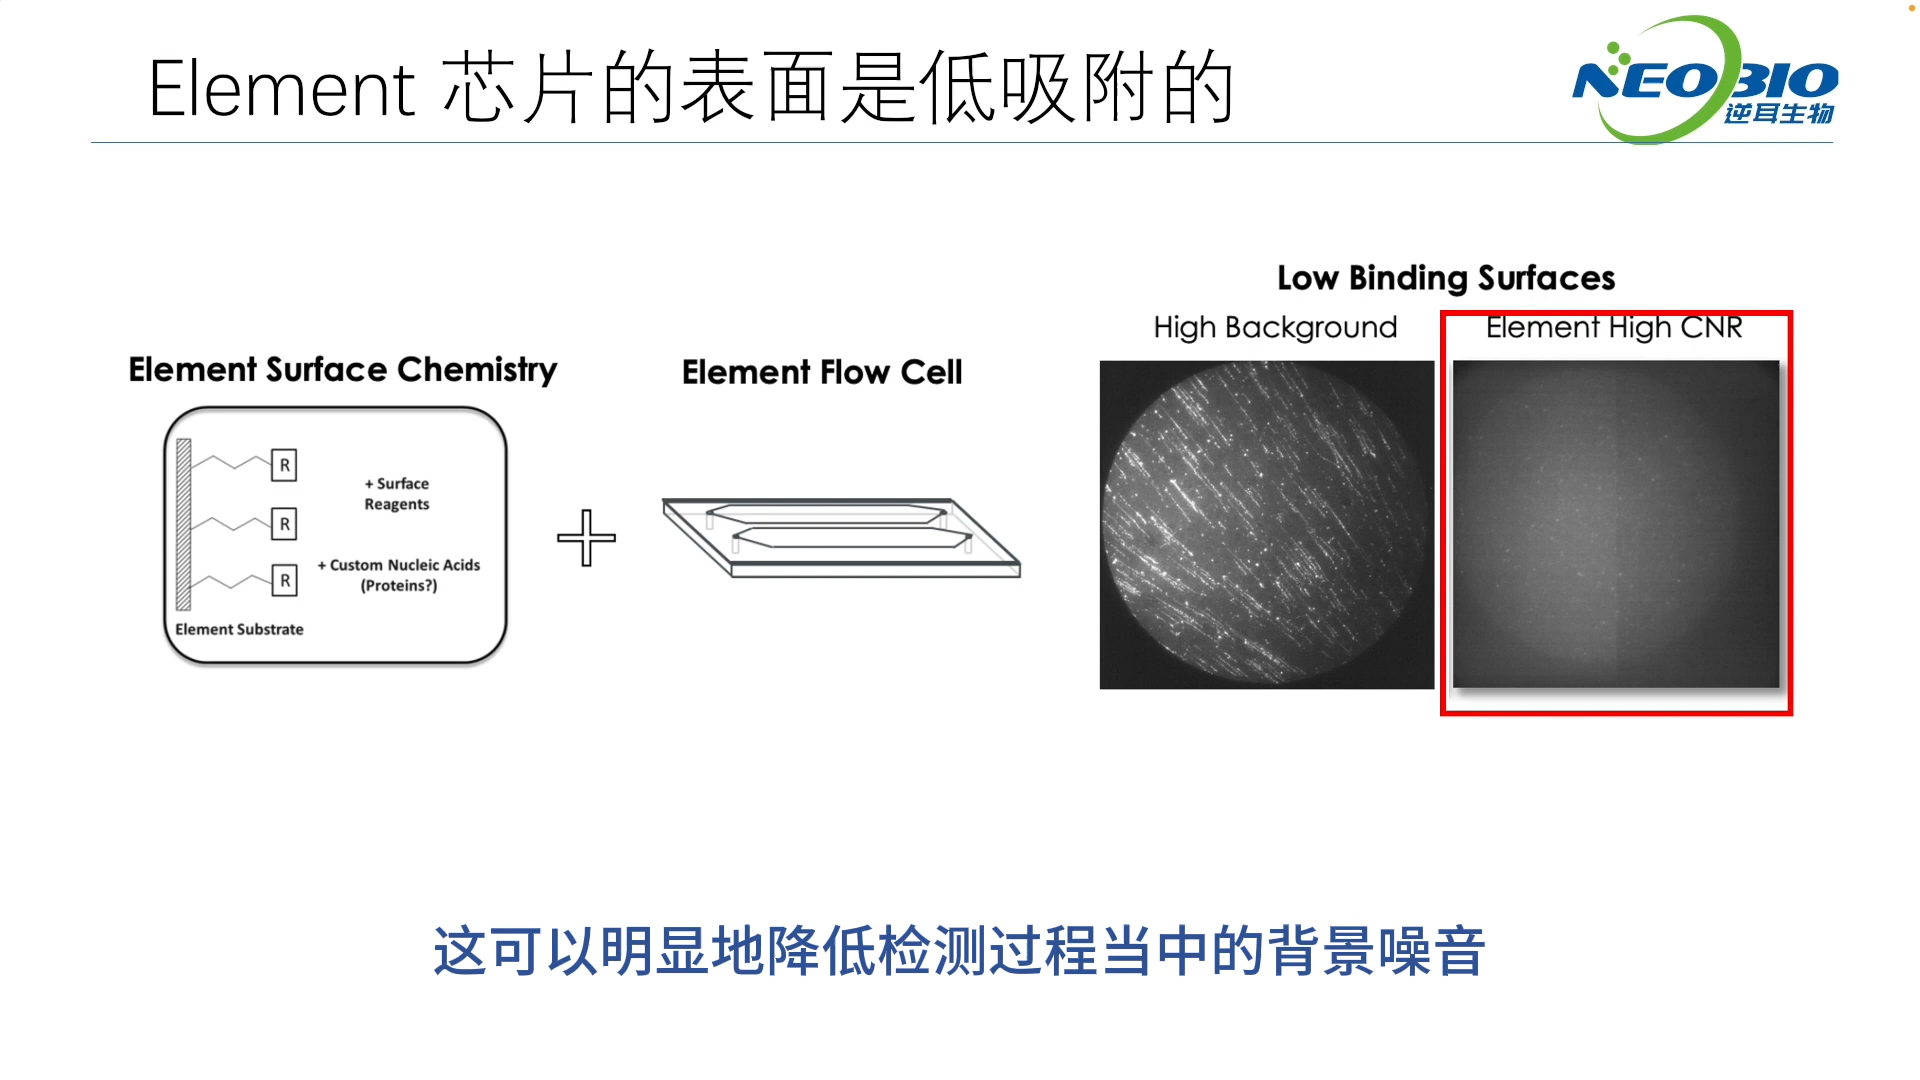 Element 芯片的表面是低吸附的
NEOBIO
逆耳生物
Element Surface Chemistry
R
R
R
+ Surface
Reagents
+ Custom Nucleic Acids
(Proteins?)
Element Substrate
Element Flow Cell
Low Binding Surfaces
High Background
Element High CNR
这可以明显地降低检测过程当中的背景噪音